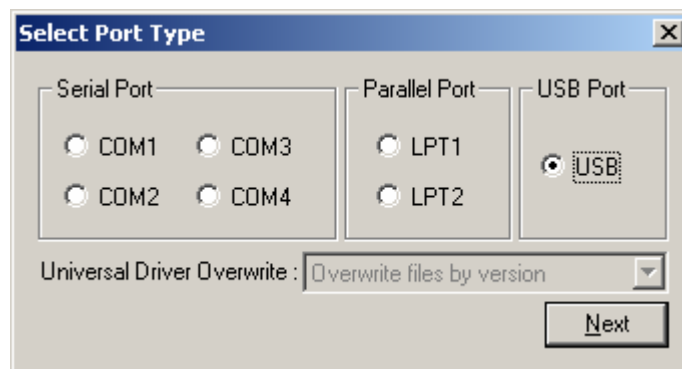 Select Port Type
Serial Port
COM1 COM3
COM2 COM4
Parallel Port
LPT1
LPT2
USB Port
USB
Universal Driver Overwrite : Overwrite files by version
Next